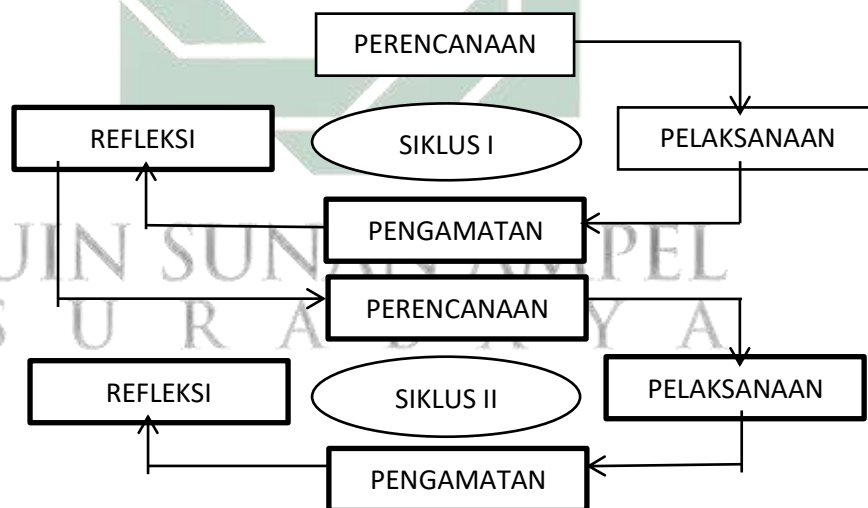 PERENCANAAN
REFLEKSI
SIKLUS I
PELAKSANAAN
PENGAMATAN
UIN SUNAN AMPEL
PERENCANAAN
S U R A B A Y A
REFLEKSI
SIKLUS II
PELAKSANAAN
PENGAMATAN